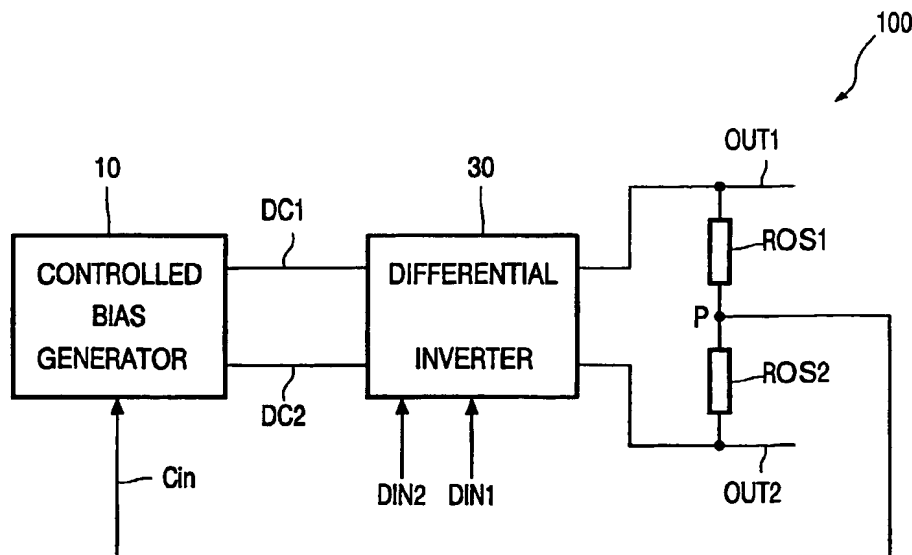 100
OUT1
10
30
DC1
ROS1
CONTROLLED
BIAS
GENERATOR
DIFFERENTIAL
INVERTER
P
ROS2
DC2
Cin
DIN2
DIN1
OUT2